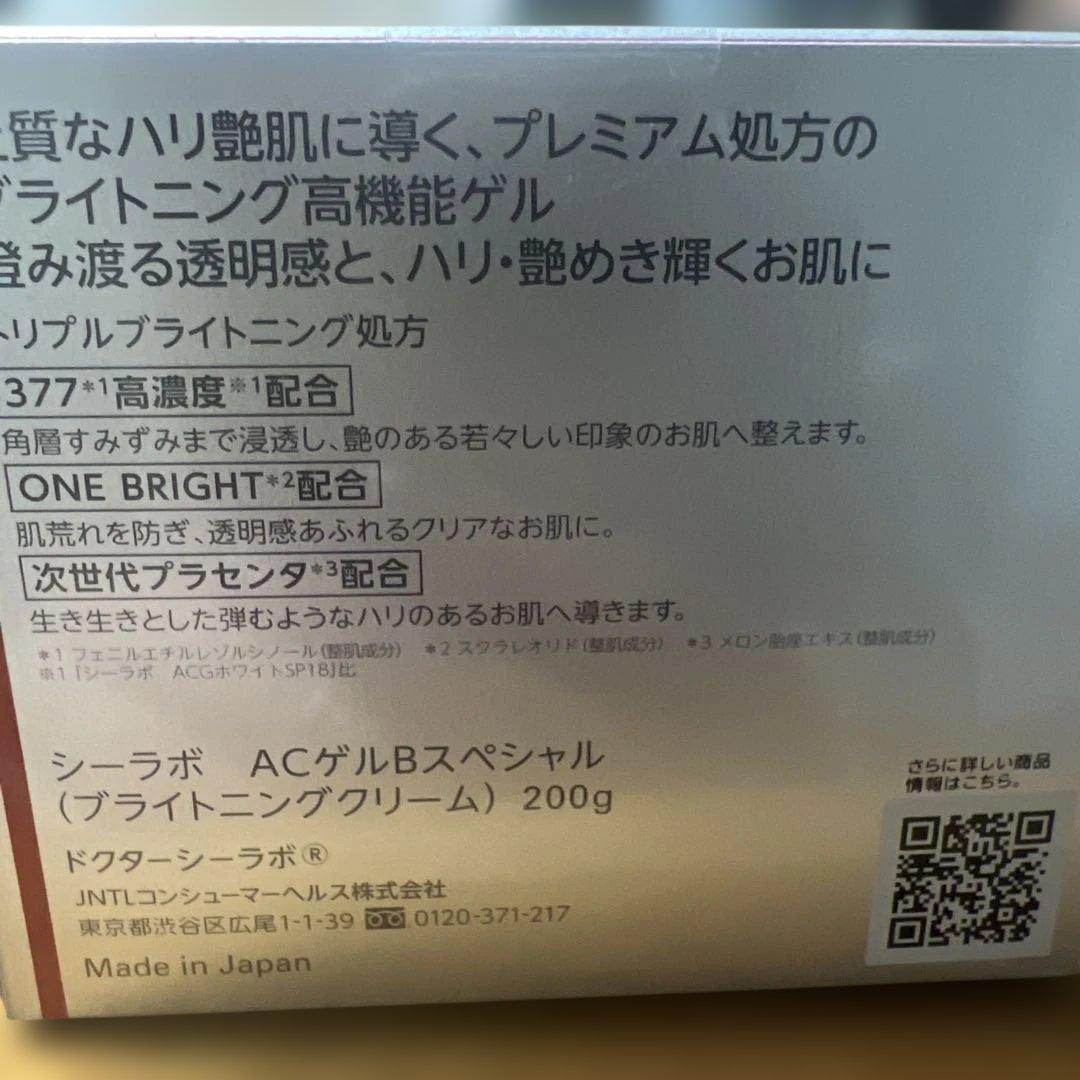 質なハリ艶肌に導く、プレミアム処方の
ブライトニング高機能ゲル
澄み渡る透明感と、ハリ・艶めき輝くお肌に
トリプルブライトニング処方
377*1高濃度※1配合
角層すみずみまで浸透し、艶のある若々しい印象のお肌へ整えます。
ONE BRIGHT*2配合
肌荒れを防ぎ、透明感あふれるクリアなお肌に。
次世代プラセンタ*3配合
生き生きとした弾むようなハリのあるお肌へ導きます。
*1 フェニルエチルレゾルシノール(整肌成分) *2 スクラレオリド(整肌成分) *3 メロン胎座エキス(整肌成分)
※1「シーラボ ACGホワイトSP18」比
シーラボ ACゲルBスペシャル
(ブライトニングクリーム) 200g
ドクターシーラボ®
JNTLコンシューマーヘルス株式会社
東京都渋谷区広尾1-1-39 0120-371-217
Made in Japan
さらに詳しい商品
情報はこちら。